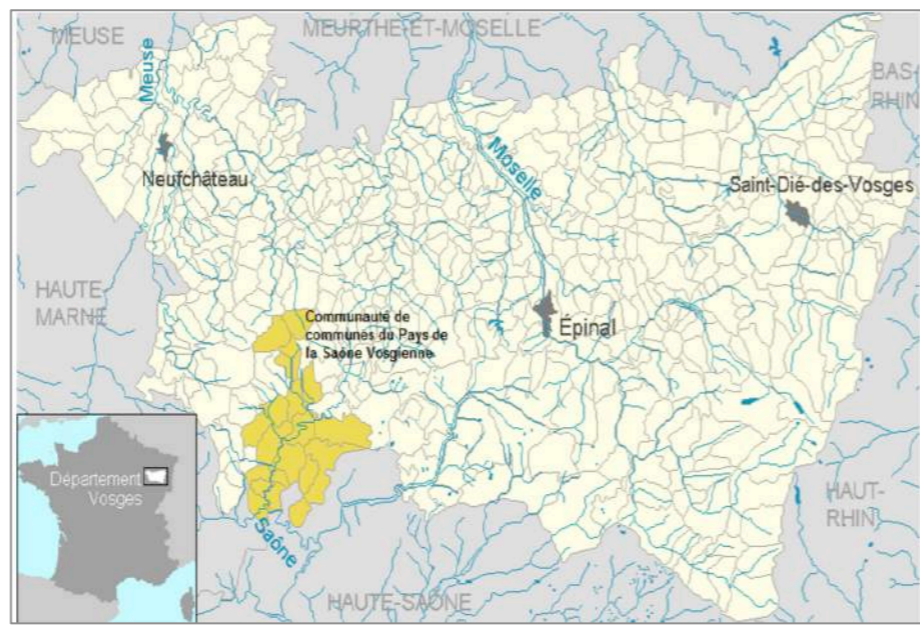 MEUSE
MEURTHE-ET-MOSELLE
BAS-
RHIN
Meuse
Moselle
Neufchâteau
Saint-Dié-des-Vosges
HAUTE
MARNE
Communauté de
communes du Pays de
la Saône Vosgienne
Épinal
Département
Vosges
HAUT-
RHIN
Saône
HAUTE-SAÔNE